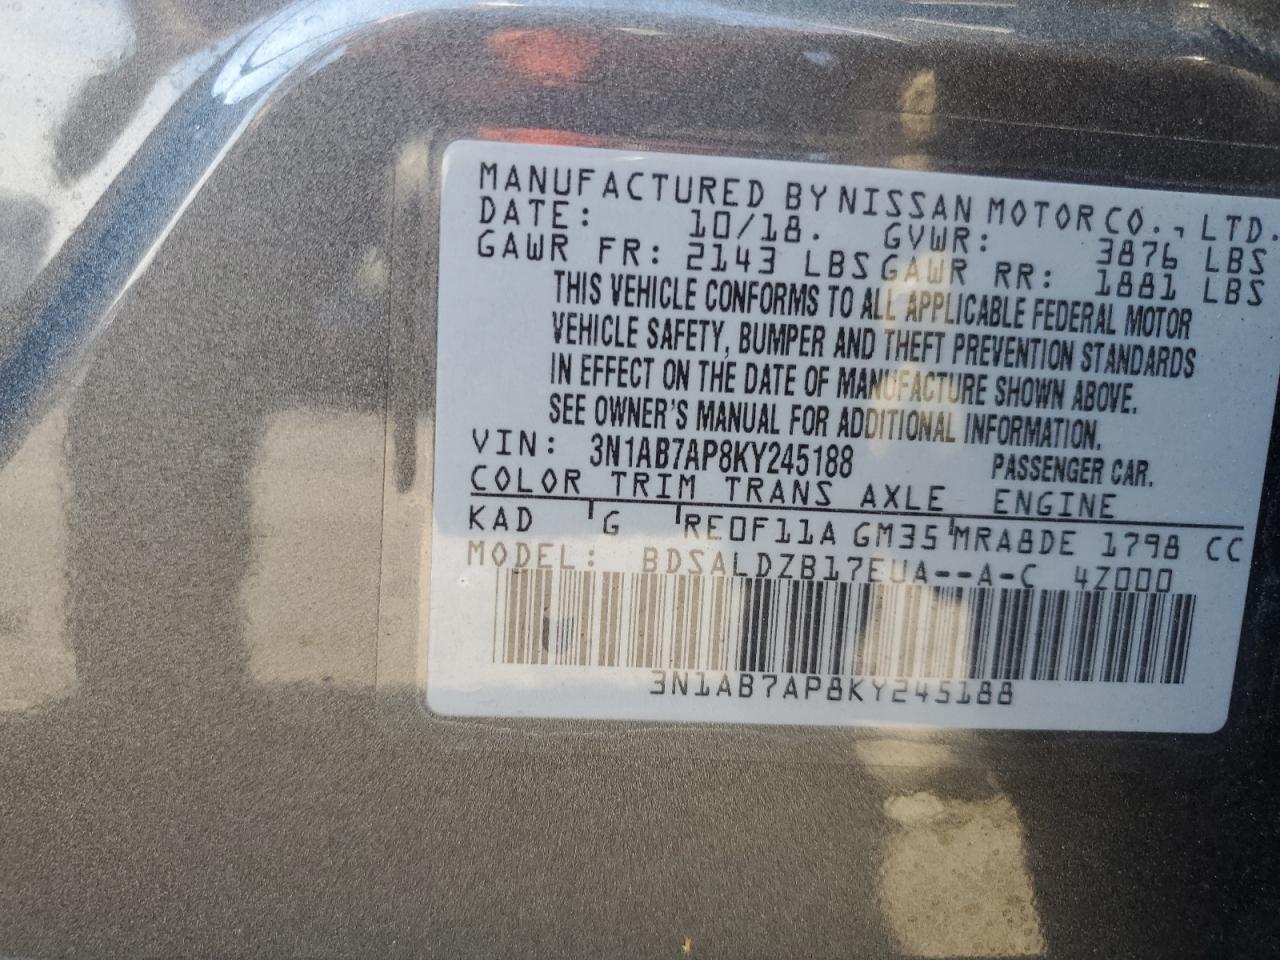 MANUFACTURED BY NISSAN MOTOR CO., LTD.
DATE: 10/18. GVWR: 3876 LBS
GAWR FR: 2143 LBS GAWR RR: 1881 LBS
THIS VEHICLE CONFORMS TO ALL APPLICABLE FEDERAL MOTOR
VEHICLE SAFETY, BUMPER AND THEFT PREVENTION STANDARDS
IN EFFECT ON THE DATE OF MANUFACTURE SHOWN ABOVE.
SEE OWNER'S MANUAL FOR ADDITIONAL INFORMATION.
VIN: 3N1AB7AP8KY245188 PASSENGER CAR.
COLOR TRIM TRANS AXLE ENGINE
KAD G RE0F11A GM35 MRA8DE 1798 CC
MODEL: BDSALDZB17EUA--A-C 4Z000
3N1AB7AP8KY245188